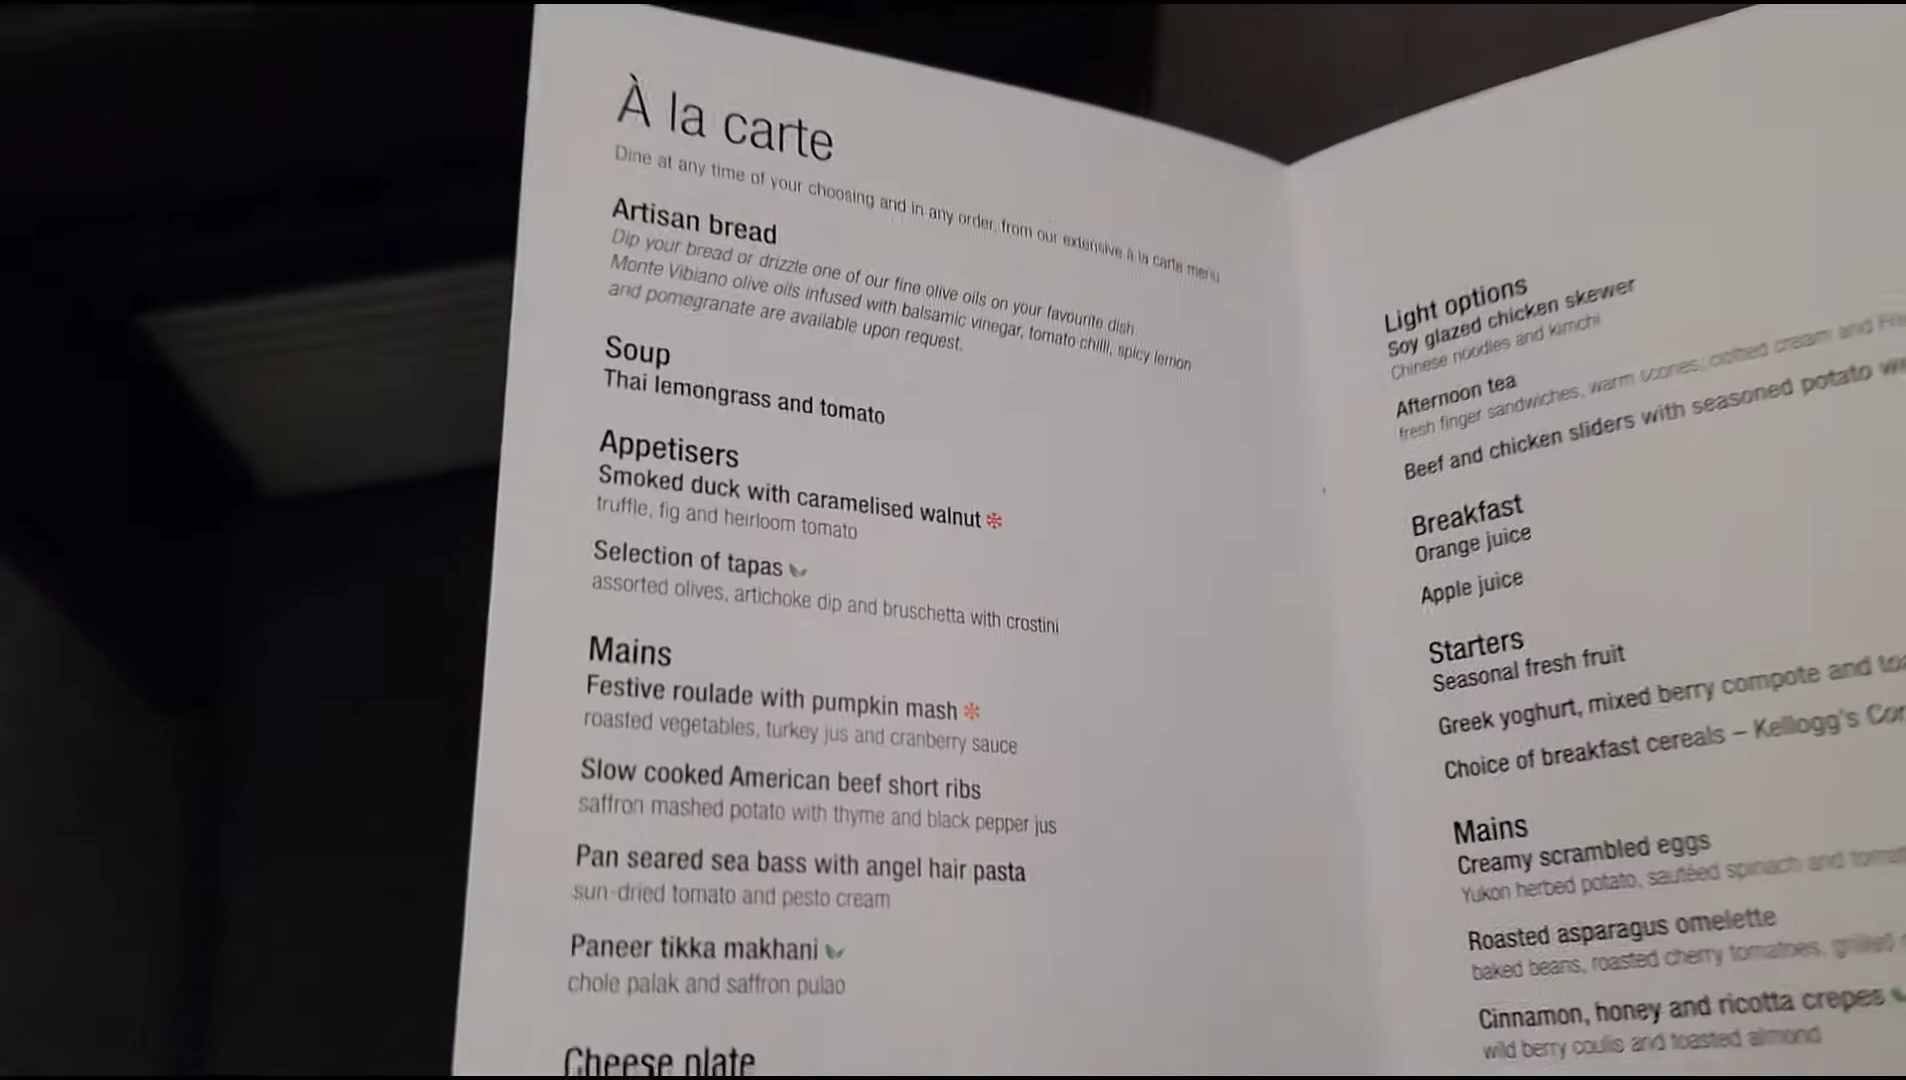 À la carte
Dine at any time of your choosing and in any order, from our extensive à la carte menu
Artisan bread
Dip your bread or drizzle one of our fine olive oils on your favourite dish.
Monte Vibiano olive oils infused with balsamic vinegar, tomato chilli, spicy lemon
and pomegranate are available upon request.
Soup
Thai lemongrass and tomato
Appetisers
Smoked duck with caramelised walnut
truffle, fig and heirloom tomato
Selection of tapas
assorted olives, artichoke dip and bruschetta with crostini
Mains
Festive roulade with pumpkin mash
roasted vegetables, turkey jus and cranberry sauce
Slow cooked American beef short ribs
saffron mashed potato with thyme and black pepper jus
Pan seared sea bass with angel hair pasta
sun-dried tomato and pesto cream
Paneer tikka makhani
chole palak and saffron pulao
Cheese plate
Light options
Soy glazed chicken skewer
Chinese noodles and kimchi
Afternoon tea
fresh finger sandwiches, warm scones, clotted cream and
Beef and chicken sliders with seasoned potato
Breakfast
Orange juice
Apple juice
Starters
Seasonal fresh fruit
Greek yoghurt, mixed berry compote and
Choice of breakfast cereals – Kellogg's
Mains
Creamy scrambled eggs
Yukon herbed potato, sautéed spinach and
Roasted asparagus omelette
baked beans, roasted cherry tomatoes, grilled
Cinnamon, honey and ricotta crepes
wild berry coulis and toasted almond